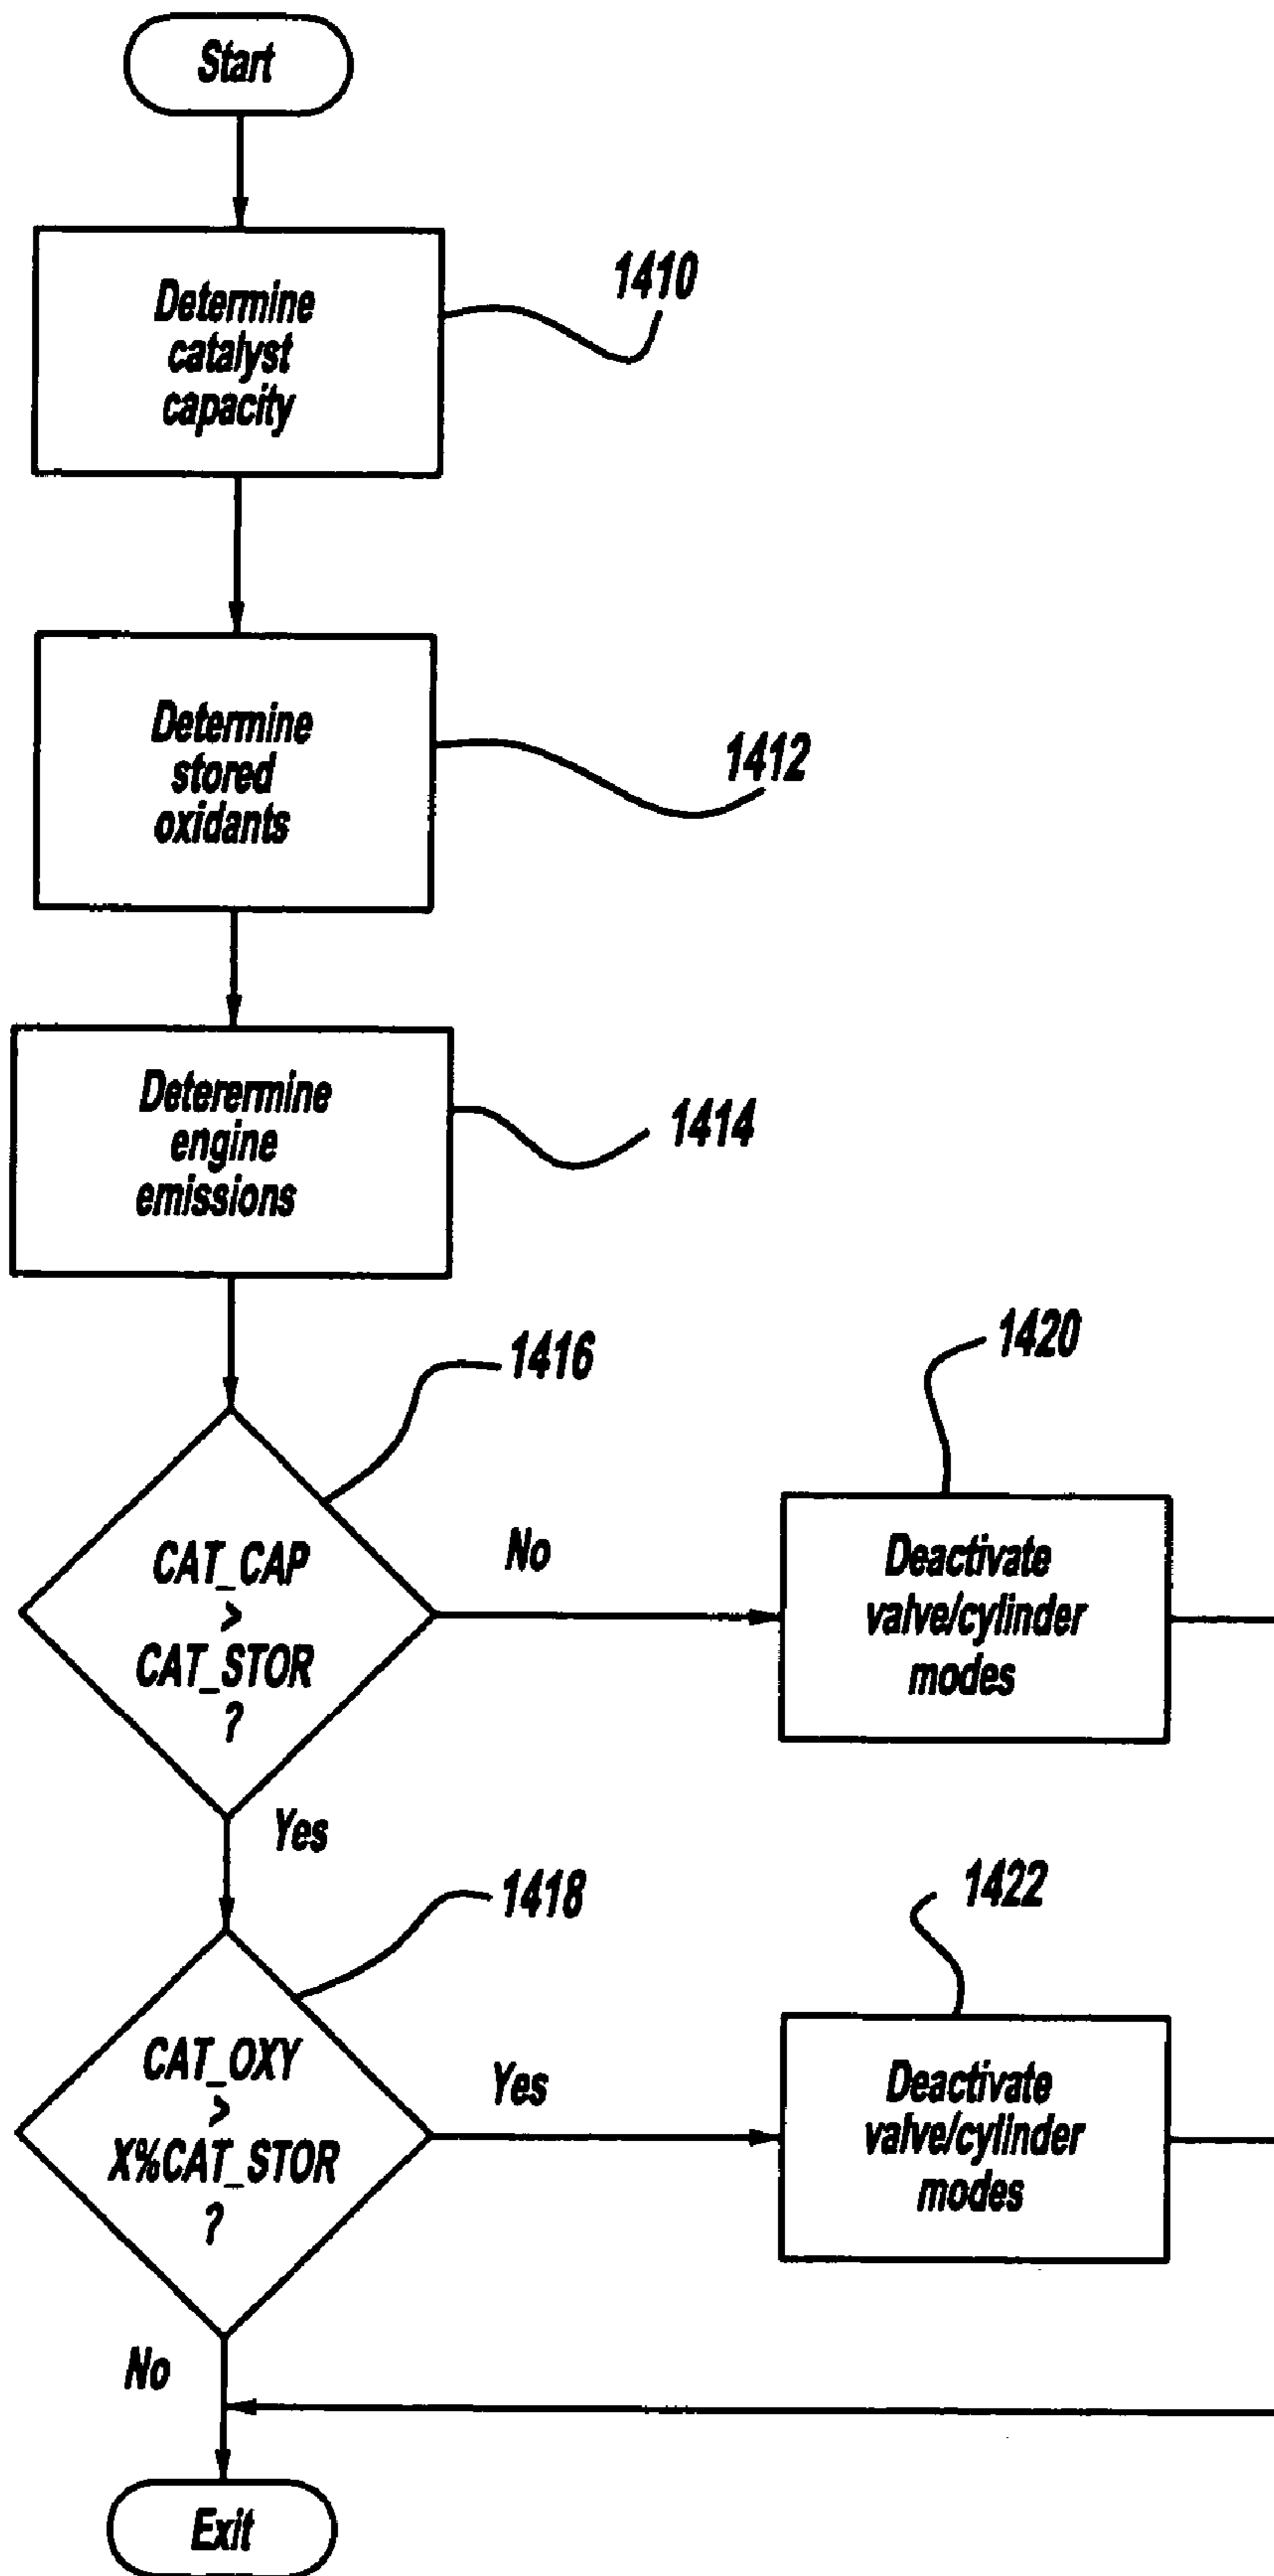 Start
Determine
catalyst
capacity
1410
Determine
stored
oxidants
1412
Deterermine
engine
emissions
1414
1416
CAT_CAP
>
CAT_STOR
?
No
1420
Deactivate
valve/cylinder
modes
Yes
1418
CAT_OXY
>
X%CAT_STOR
?
Yes
1422
Deactivate
valve/cylinder
modes
No
Exit